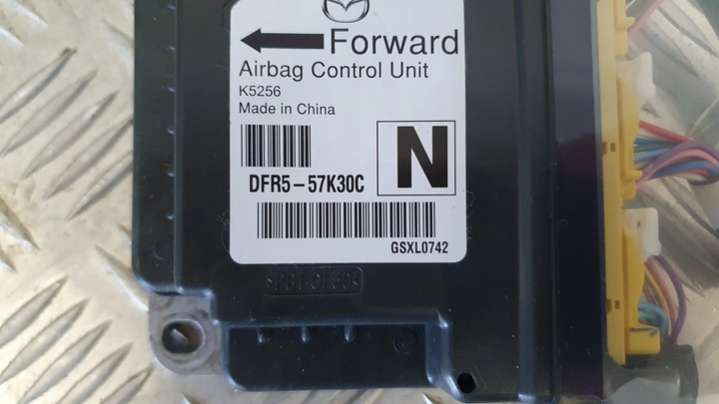 Forward
Airbag Control Unit
K5256
Made in China
N
DFR5-57K30C
GSXL0742